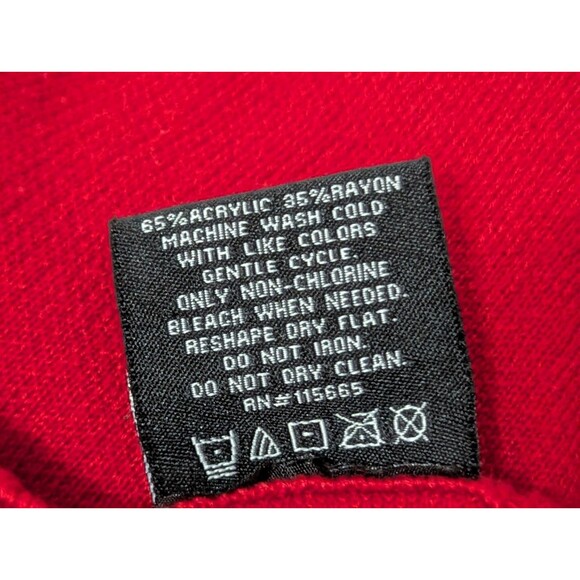 65%ACRYLIC 35%RAYON
MACHINE WASH COLD
WITH LIKE COLORS
GENTLE CYCLE.
ONLY NON-CHLORINE
BLEACH WHEN NEEDED.
RESHAPE DRY FLAT.
DO NOT IRON.
DO NOT DRY CLEAN.
RN#115665